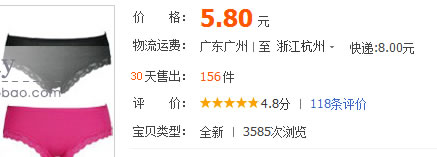 价 格: 5.80 元
物流运费: 广东广州 | 至 浙江杭州 快递:8.00元
30天售出: 156件
评 价: ★★★★★ 4.8分 | 118条评价
宝贝类型: 全新 | 3585次浏览
y
bao.com